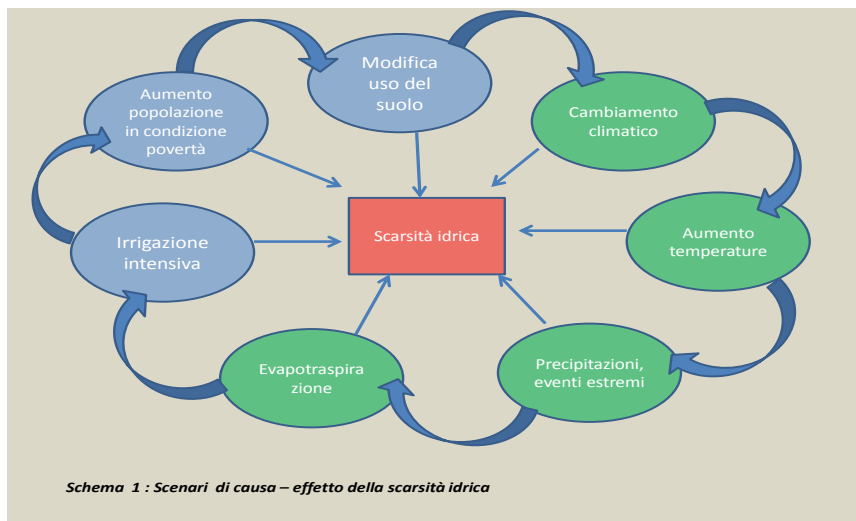 Modifica
uso del
suolo
Aumento
popolazione
in condizione
povertà
Cambiamento
climatico
Scarsità idrica
Aumento
temperature
Irrigazione
intensiva
Evapotraspira
zione
Precipitazioni,
eventi estremi
Schema 1 : Scenari di causa – effetto della scarsità idrica